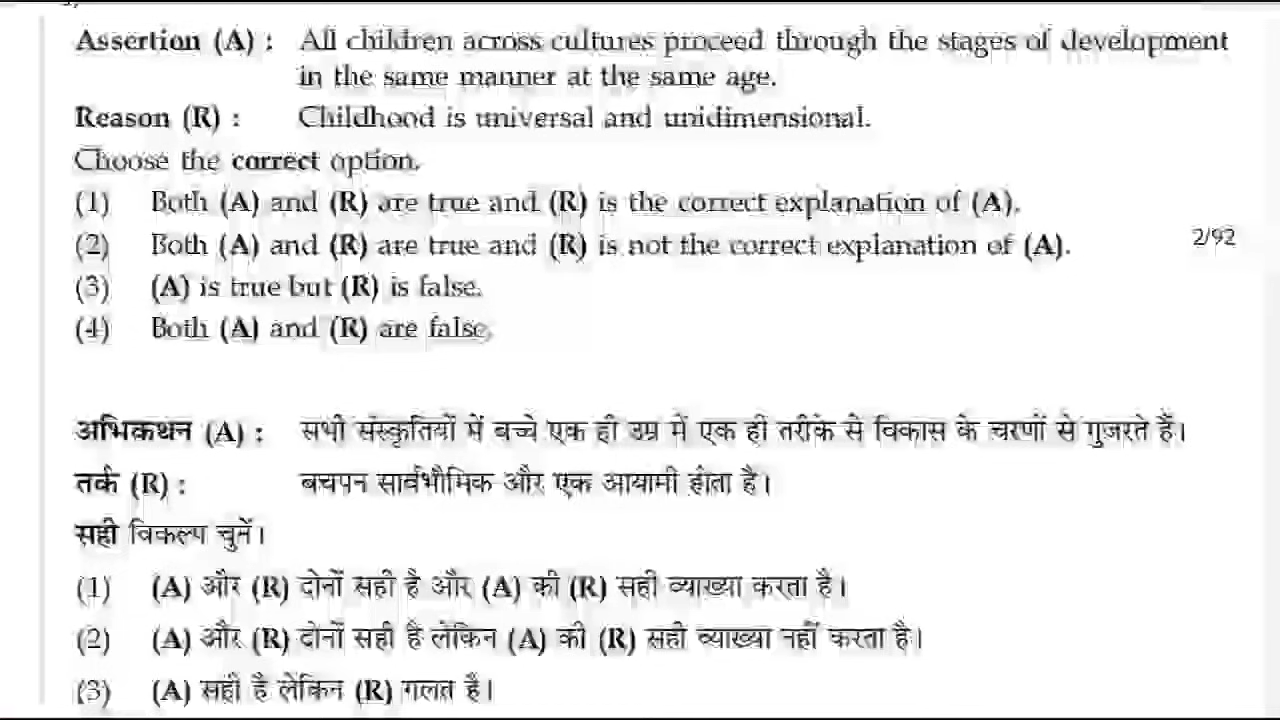 Assertion (A) : All children across cultures proceed through the stages of development
in the same manner at the same age.
Reason (R) : Childhood is universal and unidimensional.
Choose the correct option.
(1) Both (A) and (R) are true and (R) is the correct explanation of (A).
(2) Both (A) and (R) are true and (R) is not the correct explanation of (A).
2/92
(3) (A) is true but (R) is false.
(4) Both (A) and (R) are false.
अभिकथन (A) : सभी संस्कृतियों में बच्चे एक ही उम्र में एक ही तरीके से विकास के चरणों से गुजरते हैं।
तर्क (R) : बचपन सार्वभौमिक और एक आयामी होता है।
सही विकल्प चुनें।
(1) (A) और (R) दोनों सही है और (A) की (R) सही व्याख्या करता है।
(2) (A) और (R) दोनों सही हैं लेकिन (A) की (R) सही व्याख्या नहीं करता है।
(3) (A) सही है लेकिन (R) गलत है।